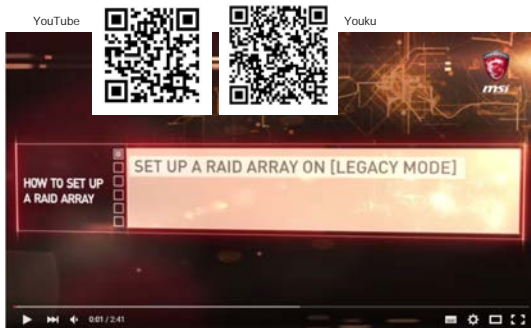 YouTube
Youku
msi
SET UP A RAID ARRAY ON [LEGACY MODE]
HOW TO SET UP
A RAID ARRAY
0:01 / 2:41